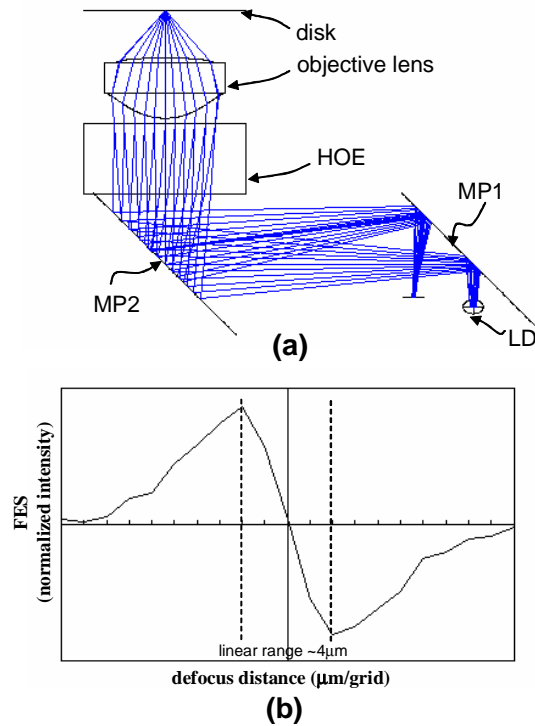 disk
objective lens
HOE
MP1
MP2
LD
(a)
FES
(normalized intensity)
linear range ~4μm
defocus distance (μm/grid)
(b)